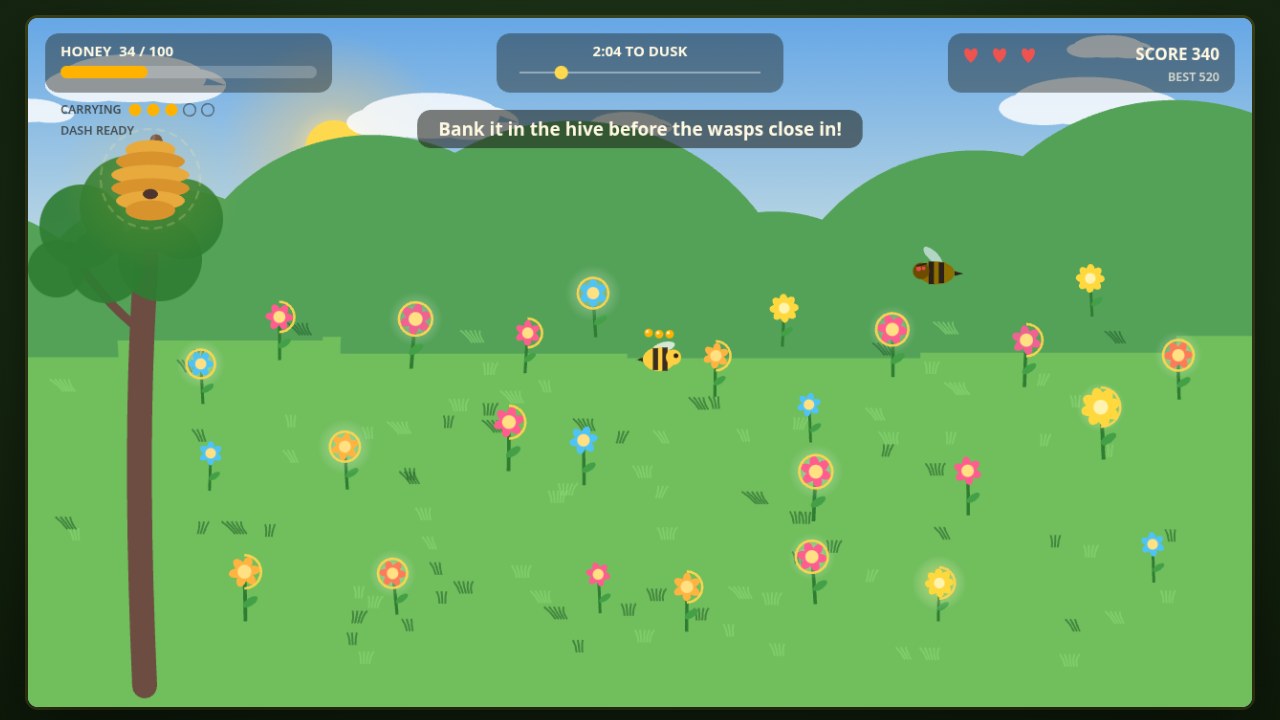 HONEY 34 / 100
CARRYING
DASH READY
2:04 TO DUSK
Bank it in the hive before the wasps close in!
SCORE 340
BEST 520